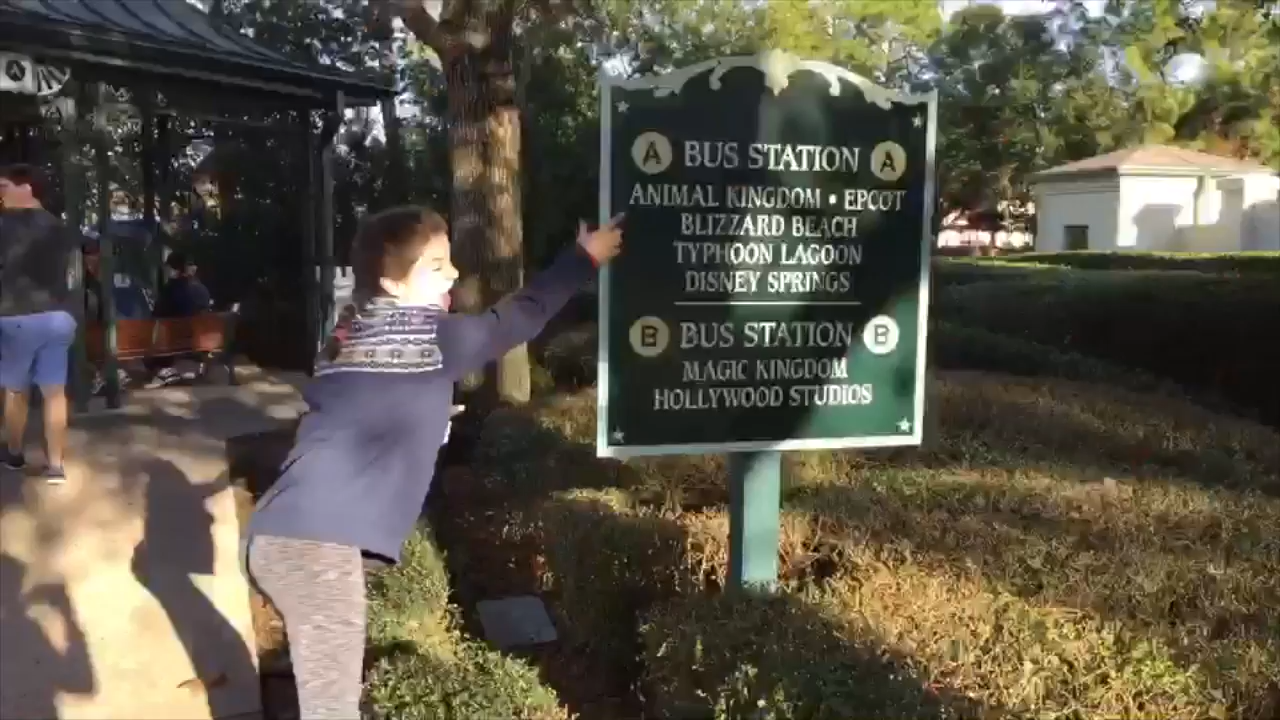 A
A BUS STATION A
ANIMAL KINGDOM • EPCOT
BLIZZARD BEACH
TYPHOON LAGOON
DISNEY SPRINGS
B BUS STATION B
MAGIC KINGDOM
HOLLYWOOD STUDIOS